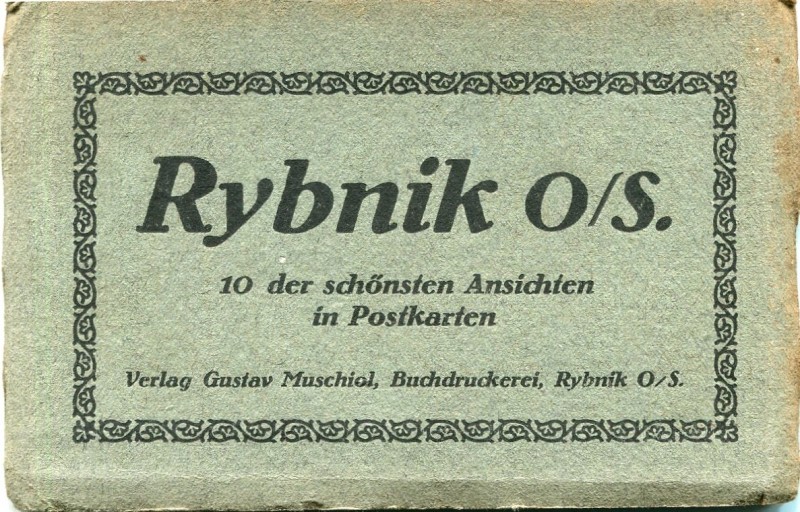 Rybnik O/S.
10 der schönsten Ansichten
in Postkarten
Verlag Gustav Muschiol, Buchdruckerei, Rybnik O/S.